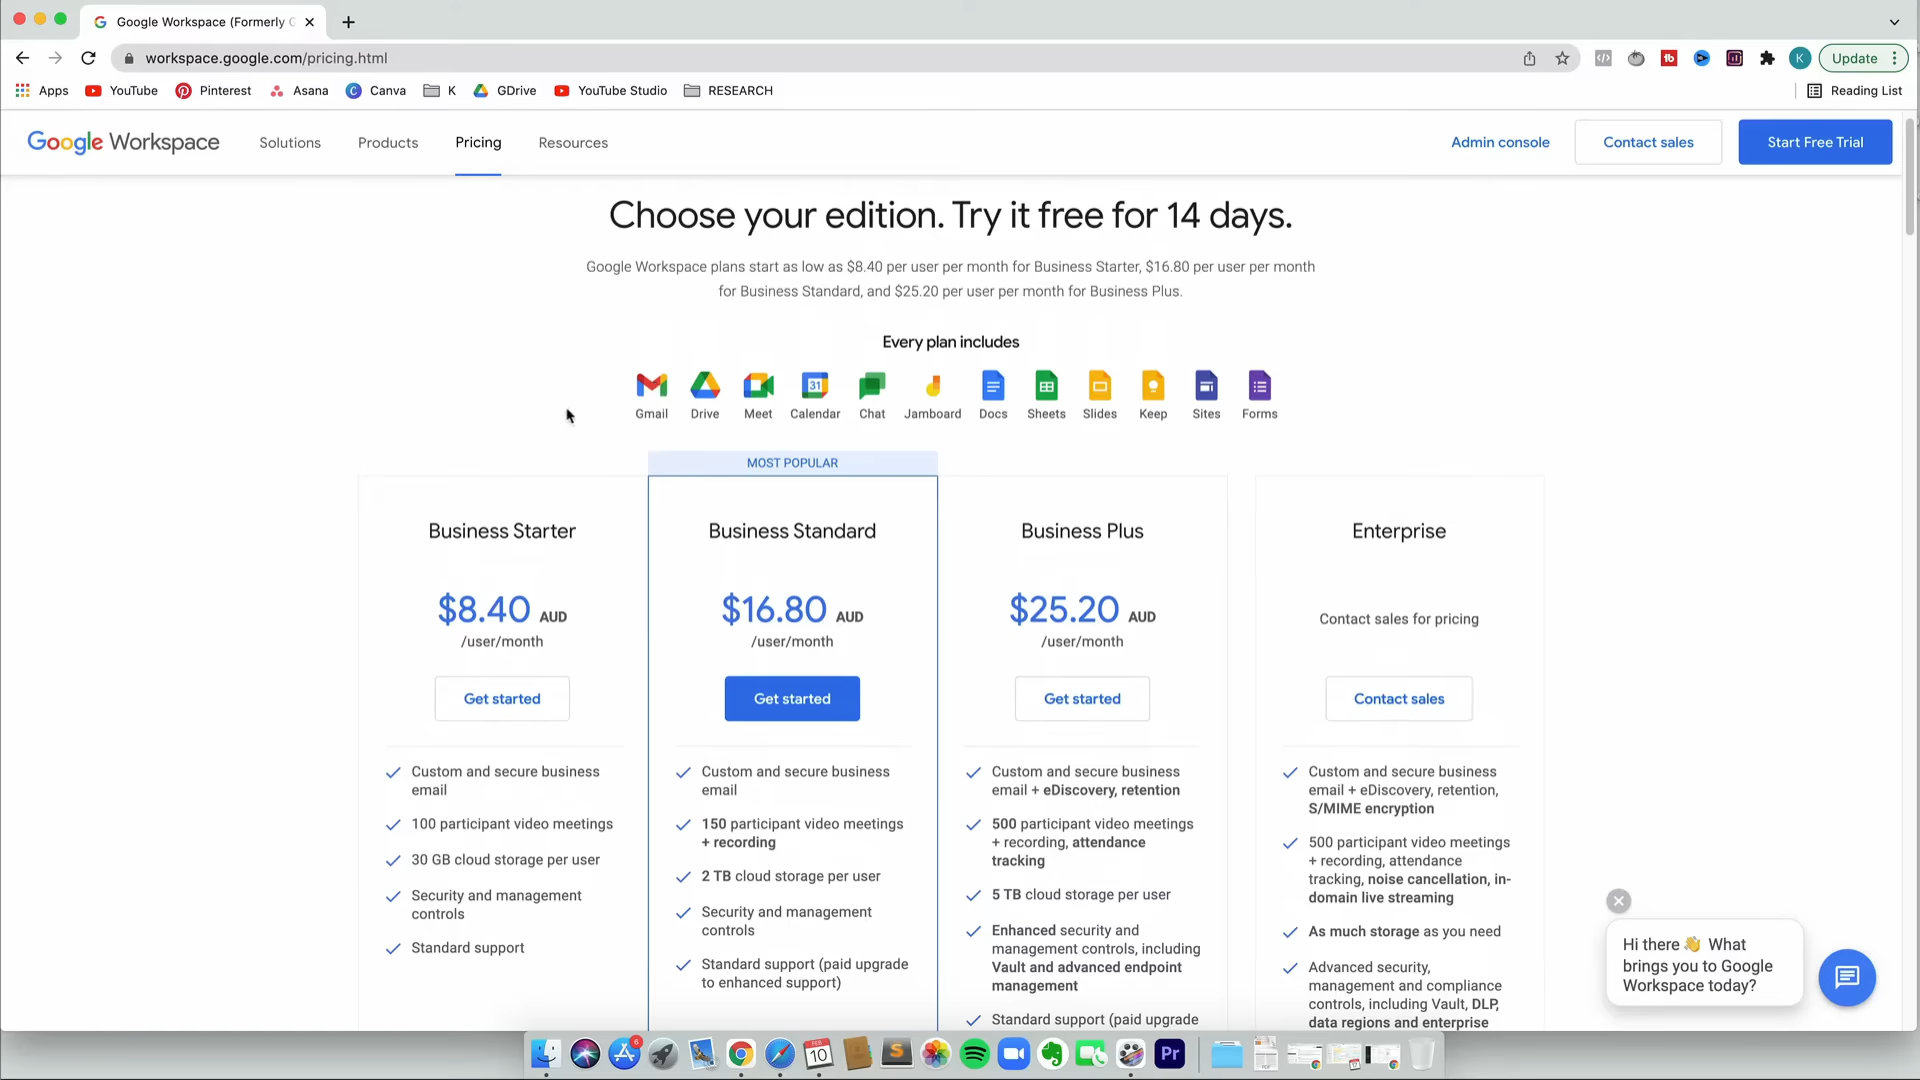 Google Workspace (Formerly G
workspace.google.com/pricing.html
K
Update
Apps
YouTube
Pinterest
Asana
Canva
K
GDrive
YouTube Studio
RESEARCH
Reading List
Google Workspace
Solutions
Products
Pricing
Resources
Admin console
Contact sales
Start Free Trial
Choose your edition. Try it free for 14 days.
Google Workspace plans start as low as $8.40 per user per month for Business Starter, $16.80 per user per month
for Business Standard, and $25.20 per user per month for Business Plus.
Every plan includes
31
Gmail
Drive
Meet
Calendar
Chat
Jamboard
Docs
Sheets
Slides
Keep
Sites
Forms
MOST POPULAR
Business Starter
$8.40 AUD
/user/month
Get started
Custom and secure business
email
100 participant video meetings
30 GB cloud storage per user
Security and management
controls
Standard support
Business Standard
$16.80 AUD
/user/month
Get started
Custom and secure business
email
150 participant video meetings
+ recording
2 TB cloud storage per user
Security and management
controls
Standard support (paid upgrade
to enhanced support)
Business Plus
$25.20 AUD
/user/month
Get started
Custom and secure business
email + eDiscovery, retention
500 participant video meetings
+ recording, attendance
tracking
5 TB cloud storage per user
Enhanced security and
management controls, including
Vault and advanced endpoint
management
Standard support (paid upgrade
Enterprise
Contact sales for pricing
Contact sales
Custom and secure business
email + eDiscovery, retention,
S/MIME encryption
500 participant video meetings
+ recording, attendance
tracking, noise cancellation, in-
domain live streaming
As much storage as you need
Advanced security,
management and compliance
controls, including Vault, DLP,
data regions and enterprise
Hi there 👋 What
brings you to Google
Workspace today?
6
FEB
10
S
Pr